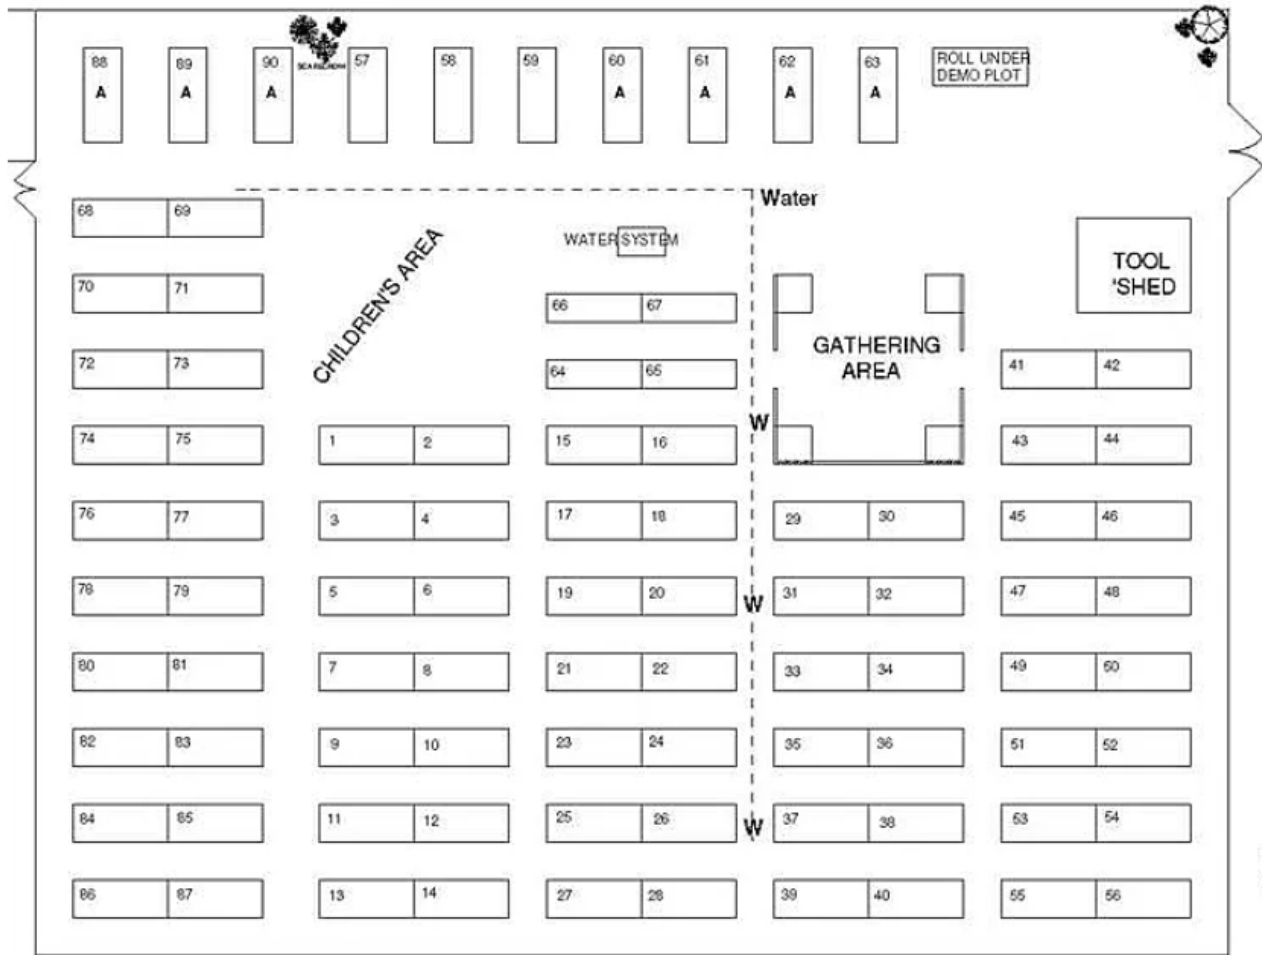 88 89 90 57 58 59 60 61 62 63 ROLL UNDER
DEMO PLOT
A A A A A A A
SCARECROW
68 69
Water
WATER SYSTEM
CHILDREN'S AREA
TOOL
'SHED
70 71
66 67
GATHERING
AREA
72 73
64 65
41 42
74 75 1 2 15 16 W 43 44
76 77 3 4 17 18 29 30 45 46
78 79 5 6 19 20 W 31 32 47 48
80 81 7 8 21 22 33 34 49 50
82 83 9 10 23 24 35 36 51 52
84 85 11 12 25 26 W 37 38 53 54
86 87 13 14 27 28 39 40 55 56